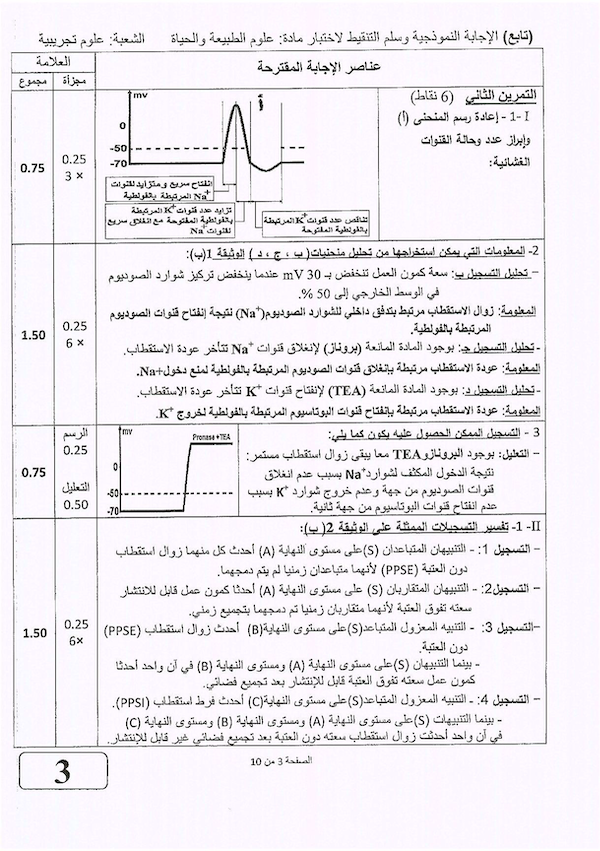 (تابع) الإجابة النموذجية وسلم التنقيط لاختبار مادة: علوم الطبيعة والحياة الشعبة: علوم تجريبية
عناصر الإجابة المقترحة
العلامة
مجزأة مجموع
التمرين الثاني (6 نقاط)
I -1- إعادة رسم المنحنى (أ)
وإبراز عدد وحالة القنوات
الغشائية:
mv
أ
0
-50
-70
إنفتاح سريع ومتزايد لقنوات
Na+ المرتبطة بالفولطية
تزايد عدد قنوات K+ المرتبطة
بالفولطية المفتوحة مع انغلاق سريع
لقنوات Na+
تناقص عدد قنوات K+ المرتبطة
بالفولطية المفتوحة
0.25
3 ×
0.75
2- المعلومات التي يمكن استخراجها من تحليل منحنيات( ب ، ج ، د ) الوثيقة 1(ب):
– تحليل التسجيل ب: سعة كمون العمل تنخفض بـ 30 mV عندما ينخفض تركيز شوارد الصوديوم
في الوسط الخارجي إلى 50 %.
المعلومة: زوال الاستقطاب مرتبط بتدفق داخلي للشوارد الصوديوم(Na+) نتيجة إنفتاح قنوات الصوديوم
المرتبطة بالفولطية.
- تحليل التسجيل ج: بوجود المادة المانعة (بروناز) لإنغلاق قنوات Na+ تتأخر عودة الاستقطاب.
المعلومة: عودة الاستقطاب مرتبطة بإنغلاق قنوات الصوديوم المرتبطة بالفولطية لمنع دخول+Na.
- تحليل التسجيل د: بوجود المادة المانعة (TEA) لإنفتاح قنوات K+ تتأخر عودة الاستقطاب.
المعلومة: عودة الاستقطاب مرتبطة بإنفتاح قنوات البوتاسيوم المرتبطة بالفولطية لخروج K+.
0.25
6 ×
1.50
3 - التسجيل الممكن الحصول عليه يكون كما يلي:
– التعليل: بوجود البرونازوTEA معا يبقى زوال استقطاب مستمر:
نتيجة الدخول المكثف لشوارد+Na بسبب عدم انغلاق
قنوات الصوديوم من جهة وعدم خروج شوارد K+ بسبب
عدم انفتاح قنوات البوتاسيوم من جهة ثانية.
mv
Pronase+TEA
0
-50
-70
الرسم
0.25
التعليل
0.50
0.75
II- 1- تفسير التسجيلات الممثلة على الوثيقة 2( ب):
– التسجيل 1: - التنبيهان المتباعدان (S)على مستوى النهاية (A) أحدث كل منهما زوال استقطاب
دون العتبة (PPSE) لأنهما متباعدان زمنيا لم يتم دمجهما.
– التسجيل2: - التنبيهان المتقاربان (S) على مستوى النهاية (A) أحدثا كمون عمل قابل للانتشار
سعته تفوق العتبة لأنهما متقاربان زمنيا تم دمجهما بتجميع زمني.
–التسجيل 3: - التنبيه المعزول المتباعد(S)على مستوى النهاية(B) أحدث زوال استقطاب (PPSE)
دون العتبة.
- بينما التنبيهان (S)على مستوى النهاية (A) ومستوى النهاية (B) في آن واحد أحدثا
كمون عمل سعته تفوق العتبة قابل للإنتشار بعد تجميع فضائي.
– التسجيل 4: - التنبيه المعزول المتباعد(S)على مستوى النهاية(C) أحدث فرط استقطاب (PPSI).
- بينما التنبيهات (S)على مستوى النهاية (A) ومستوى النهاية (B) ومستوى النهاية (C)
في آن واحد أحدثت زوال استقطاب سعته دون العتبة بعد تجميع فضائي غير قابل للإنتشار.
0.25
6×
1.50
الصفحة 3 من 10
3